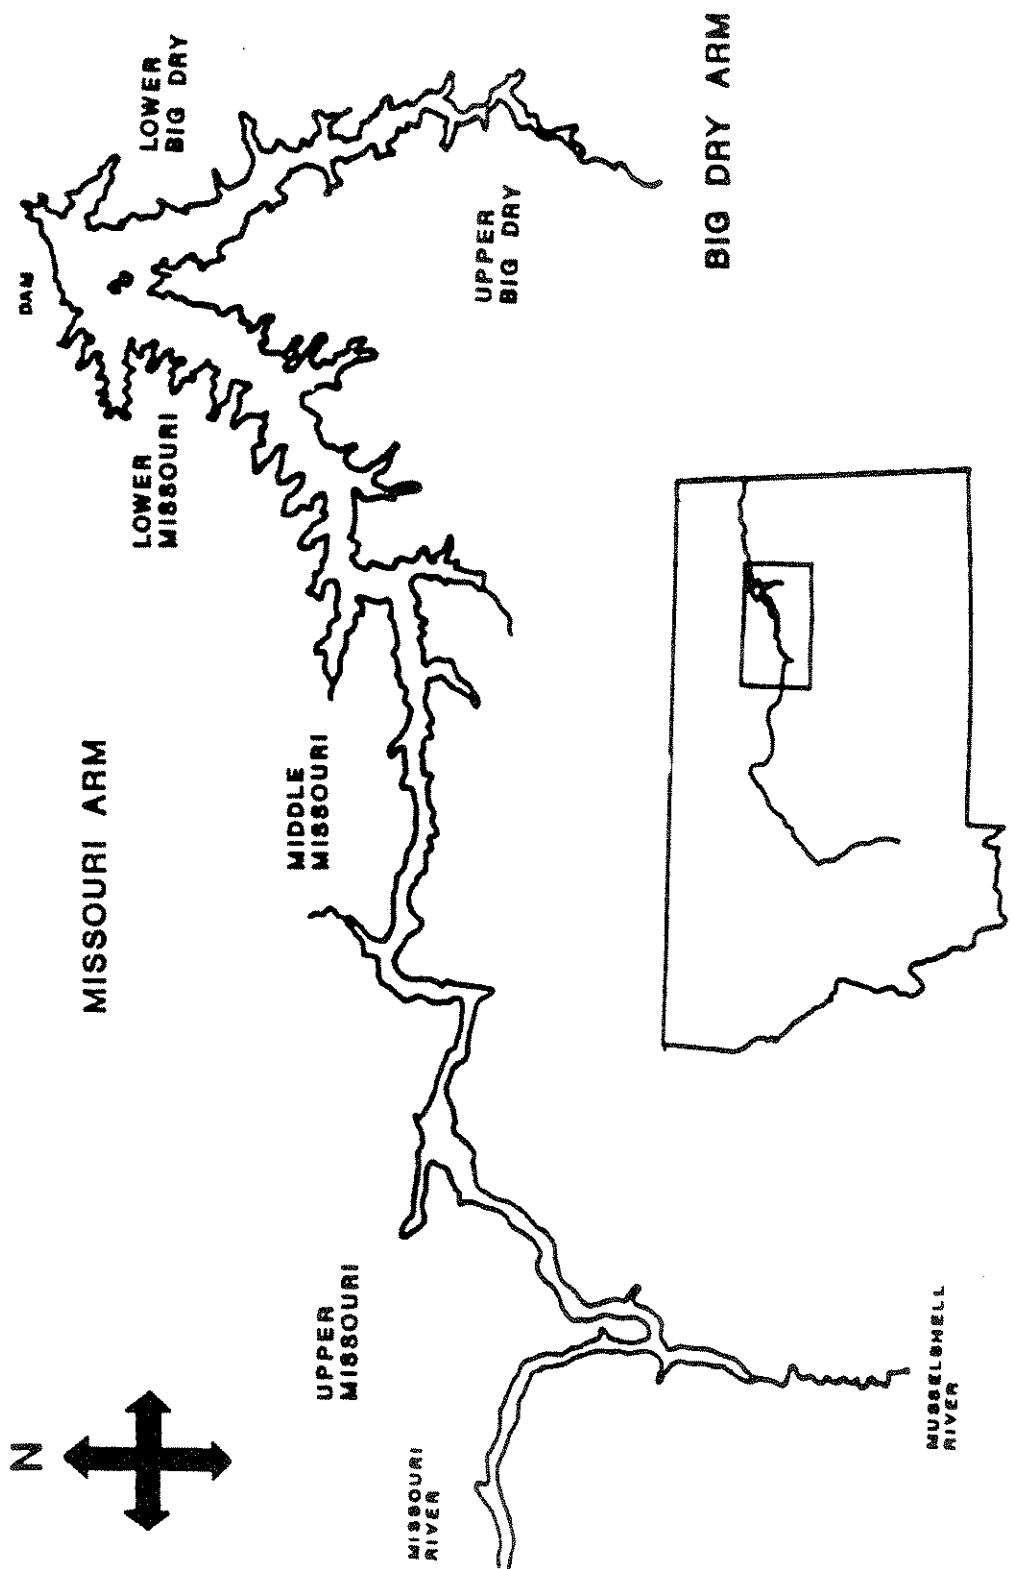 N
MISSOURI ARM
BIG DRY ARM
DAM
LOWER
BIG DRY
LOWER
MISSOURI
UPPER
BIG DRY
MIDDLE
MISSOURI
UPPER
MISSOURI
MISSOURI
RIVER
MUSSELSHELL
RIVER